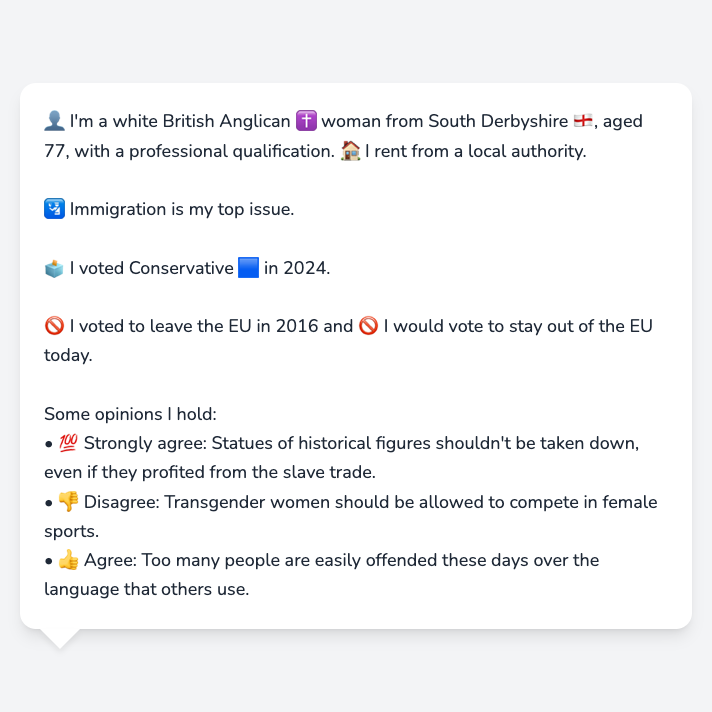 👤 I'm a white British Anglican ✝️ woman from South Derbyshire 🏴󠁧󠁢󠁥󠁮󠁧󠁿, aged
77, with a professional qualification. 🏠 I rent from a local authority.
🛂 Immigration is my top issue.
🗳️ I voted Conservative 🟦 in 2024.
🚫 I voted to leave the EU in 2016 and 🚫 I would vote to stay out of the EU
today.
Some opinions I hold:
• 💯 Strongly agree: Statues of historical figures shouldn't be taken down,
even if they profited from the slave trade.
• 👎 Disagree: Transgender women should be allowed to compete in female
sports.
• 👍 Agree: Too many people are easily offended these days over the
language that others use.